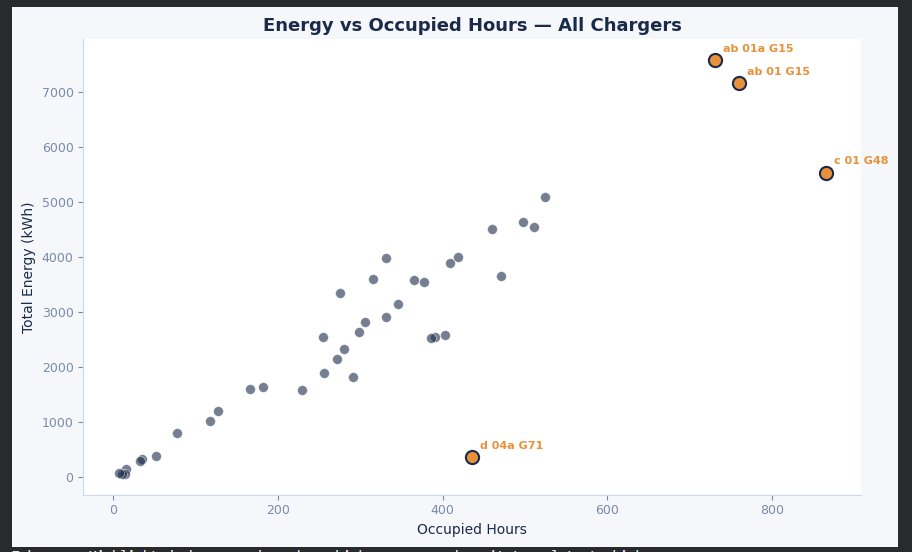 Energy vs Occupied Hours — All Chargers
ab 01a G15
ab 01 G15
c 01 G48
d 04a G71
Total Energy (kWh)
7000
6000
5000
4000
3000
2000
1000
0
0 200 400 600 800
Occupied Hours